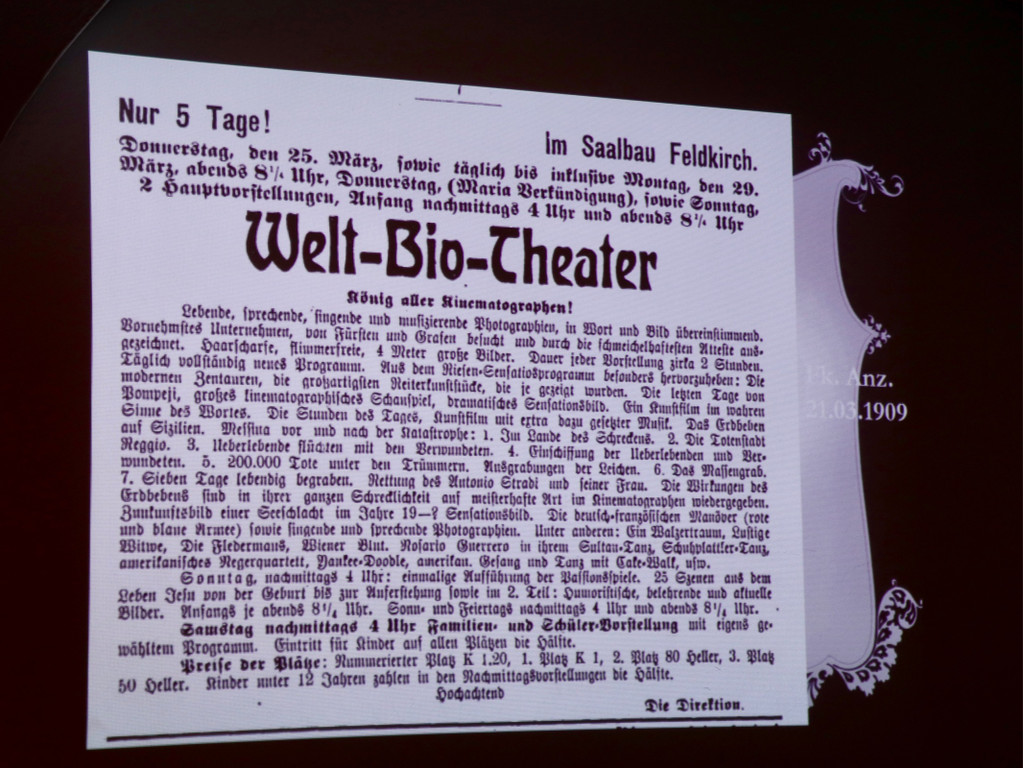 Nur 5 Tage!
Im Saalbau Feldkirch.
Donnerstag, den 25. März, sowie täglich bis inklusive Montag, den 29.
März, abends 8¼ Uhr, Donnerstag, (Maria Verkündigung), sowie Sonntag,
2 Hauptvorstellungen, Anfang nachmittags 4 Uhr und abends 8¼ Uhr
Welt-Bio-Theater
König aller Kinematographen!
Lebende, sprechende, singende und musizierende Photographien, in Wort und Bild übereinstimmend.
Vornehmstes Unternehmen, von Fürsten und Grafen besucht und durch die schmeichelhaftesten Atteste aus-
gezeichnet. Haarscharfe, flimmerfreie, 4 Meter große Bilder. Dauer jeder Vorstellung zirka 2 Stunden.
Täglich vollständig neues Programm. Aus dem Riesen-Sensatiosprogramm besonders hervorzuheben: Die
modernen Zentauren, die großartigsten Reiterkunststücke, die je gezeigt wurden. Die letzten Tage von
Pompeji, großes kinematographisches Schauspiel, dramatisches Sensationsbild. Ein Kunstfilm im wahren
Sinne des Wortes. Die Stunden des Tages, Kunstfilm mit extra dazu gesetzter Musik. Das Erdbeben
auf Sizilien. Messina vor und nach der Katastrophe: 1. Im Lande des Schreckens. 2. Die Totenstadt
Reggio. 3. Ueberlebende flüchten mit den Verwundeten. 4. Einschiffung der Ueberlebenden und Ver-
wundeten. 5. 200.000 Tote unter den Trümmern. Ausgrabungen der Leichen. 6. Das Massengrab.
7. Sieben Tage lebendig begraben. Rettung des Antonio Stradi und seiner Frau. Die Wirkungen des
Erdbebens sind in ihrer ganzen Schrecklichkeit auf meisterhafte Art im Kinematographen wiedergegeben.
Zunkunftsbild einer Seeschlacht im Jahre 19—? Sensationsbild. Die deutsch-französischen Manöver (rote
und blaue Armee) sowie singende und sprechende Photographien. Unter anderen: Ein Walzertraum, Lustige
Witwe, Die Fledermaus, Wiener Blut. Rosario Guerrero in ihrem Sultan-Tanz, Schuhplattler-Tanz,
amerikanisches Negerquartett, Yankee-Doodle, amerikan. Gesang und Tanz mit Cake-Walk, usw.
Sonntag, nachmittags 4 Uhr: einmalige Aufführung der Passionsspiele. 25 Szenen aus dem
Leben Jesu von der Geburt bis zur Auferstehung sowie im 2. Teil: Humoristische, belehrende und aktuelle
Bilder. Anfangs je abends 8¼ Uhr. Sonn- und Feiertags nachmittags 4 Uhr und abends 8¼ Uhr.
Samstag nachmittags 4 Uhr Familien- und Schüler-Vorstellung mit eigens ge-
wähltem Programm. Eintritt für Kinder auf allen Plätzen die Hälfte.
Preise der Plätze: Nummerierter Platz K 1.20, 1. Platz K 1, 2. Platz 80 Heller, 3. Platz
50 Heller. Kinder unter 12 Jahren zahlen in den Nachmittagsvorstellungen die Hälfte.
Hochachtend
Die Direktion.
Fk. Anz.
21.03.1909